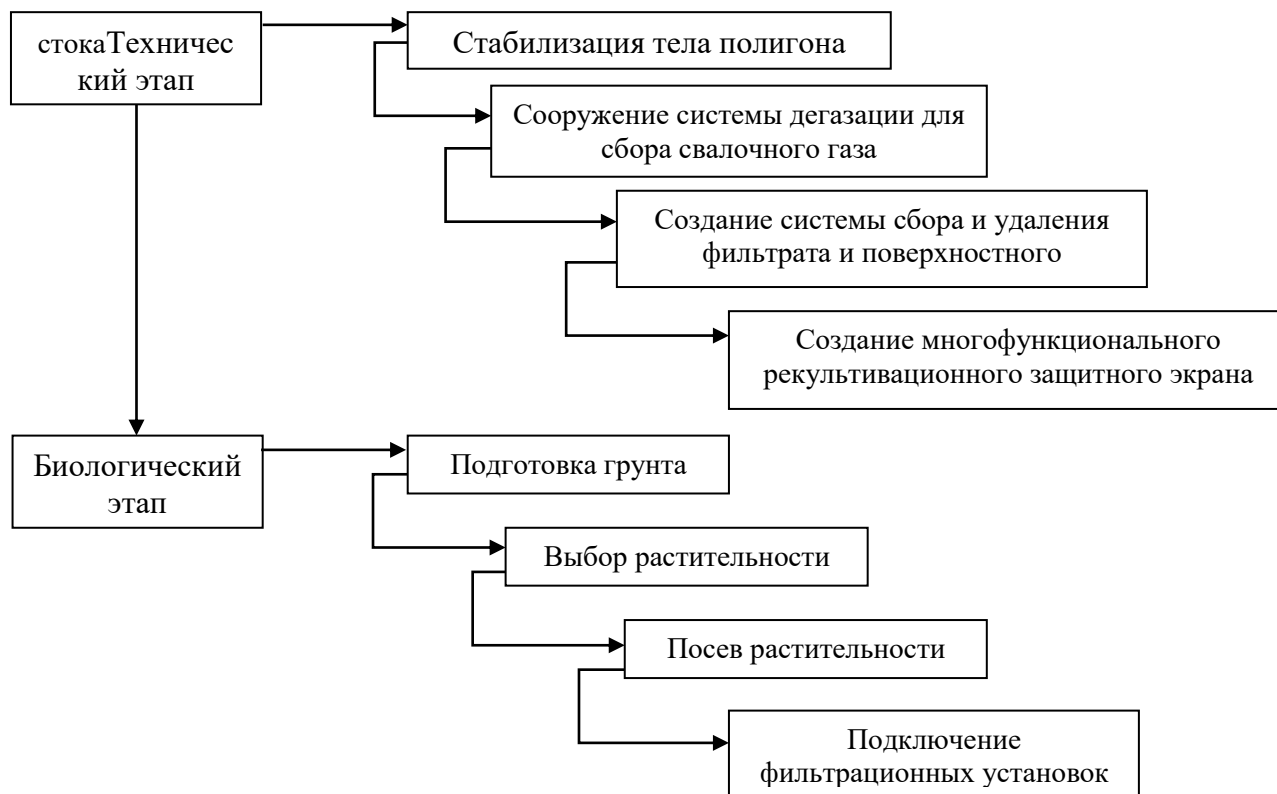 стокаТехничес
кий этап
Стабилизация тела полигона
Сооружение системы дегазации для
сбора свалочного газа
Создание системы сбора и удаления
фильтрата и поверхностного
Создание многофункционального
рекультивационного защитного экрана
Биологический
этап
Подготовка грунта
Выбор растительности
Посев растительности
Подключение
фильтрационных установок